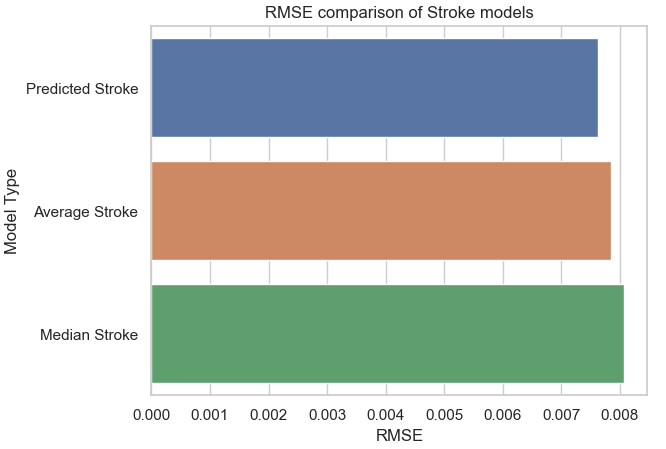 RMSE comparison of Stroke models
Predicted Stroke
Average Stroke
Median Stroke
Model Type
0.000 0.001 0.002 0.003 0.004 0.005 0.006 0.007 0.008
RMSE